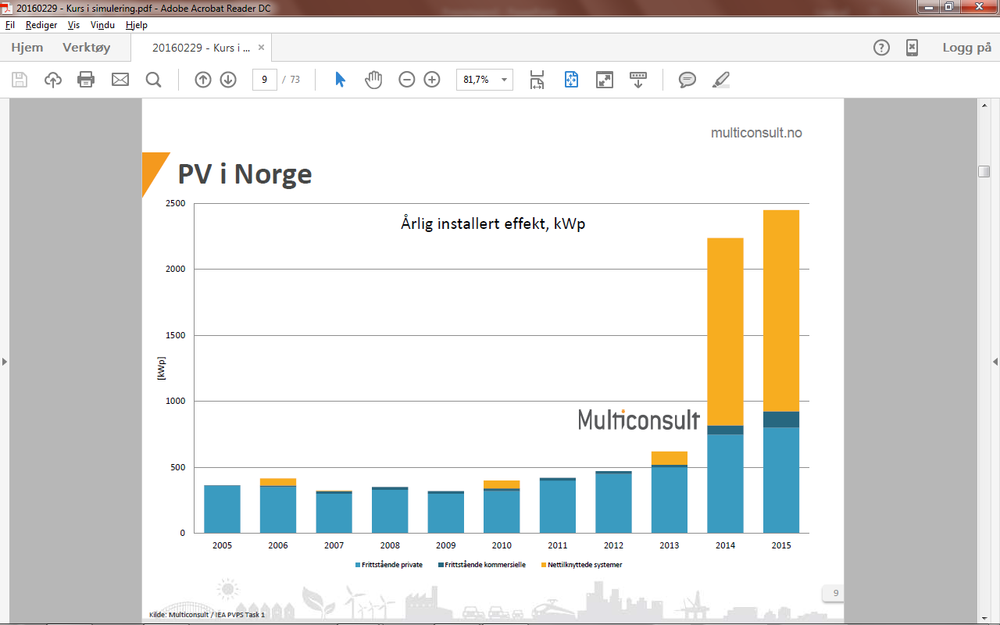 20160229 - Kurs i simulering.pdf - Adobe Acrobat Reader DC
Fil Rediger Vis Vindu Hjelp
Hjem Verktøy 20160229 - Kurs i ... × ? Logg på
9 / 73 81,7%
multiconsult.no
PV i Norge
Årlig installert effekt, kWp
2500
2000
1500
1000
500
0
[kWp]
Multiconsult
2005 2006 2007 2008 2009 2010 2011 2012 2013 2014 2015
Frittstående private Frittstående kommersielle Nettilknyttede systemer
9
Kilde: Multiconsult / IEA PVPS Task 1